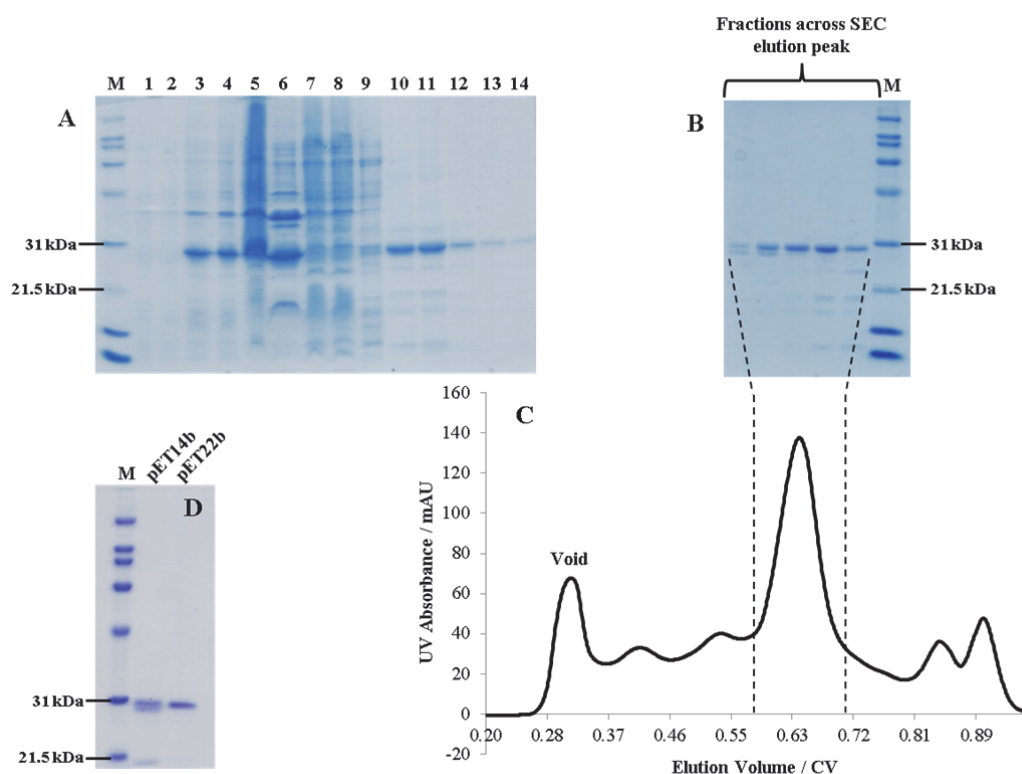 Fractions across SEC
elution peak
M 1 2 3 4 5 6 7 8 9 10 11 12 13 14
A
31 kDa
21.5 kDa
M
B
31 kDa
21.5 kDa
M pET14b pET22b
D
31 kDa
21.5 kDa
C
UV Absorbance / mAU
160
140
120
100
80
60
40
20
0
-20
Void
0.20 0.28 0.37 0.46 0.54 0.63 0.72 0.81 0.89
Elution Volume / CV